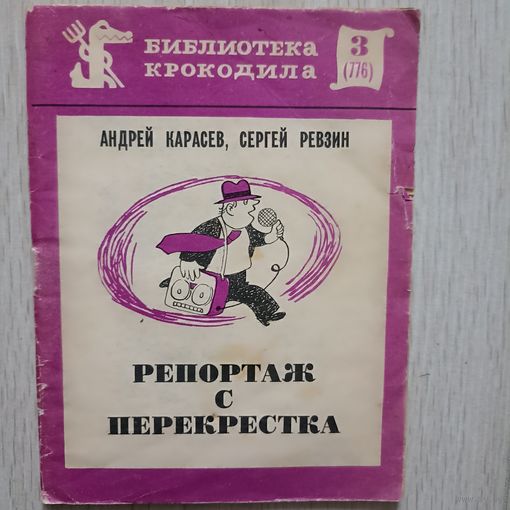 БИБЛИОТЕКА
КРОКОДИЛА
3
(776)
АНДРЕЙ КАРАСЕВ, СЕРГЕЙ РЕВЗИН
РЕПОРТАЖ
С
ПЕРЕКРЕСТКА